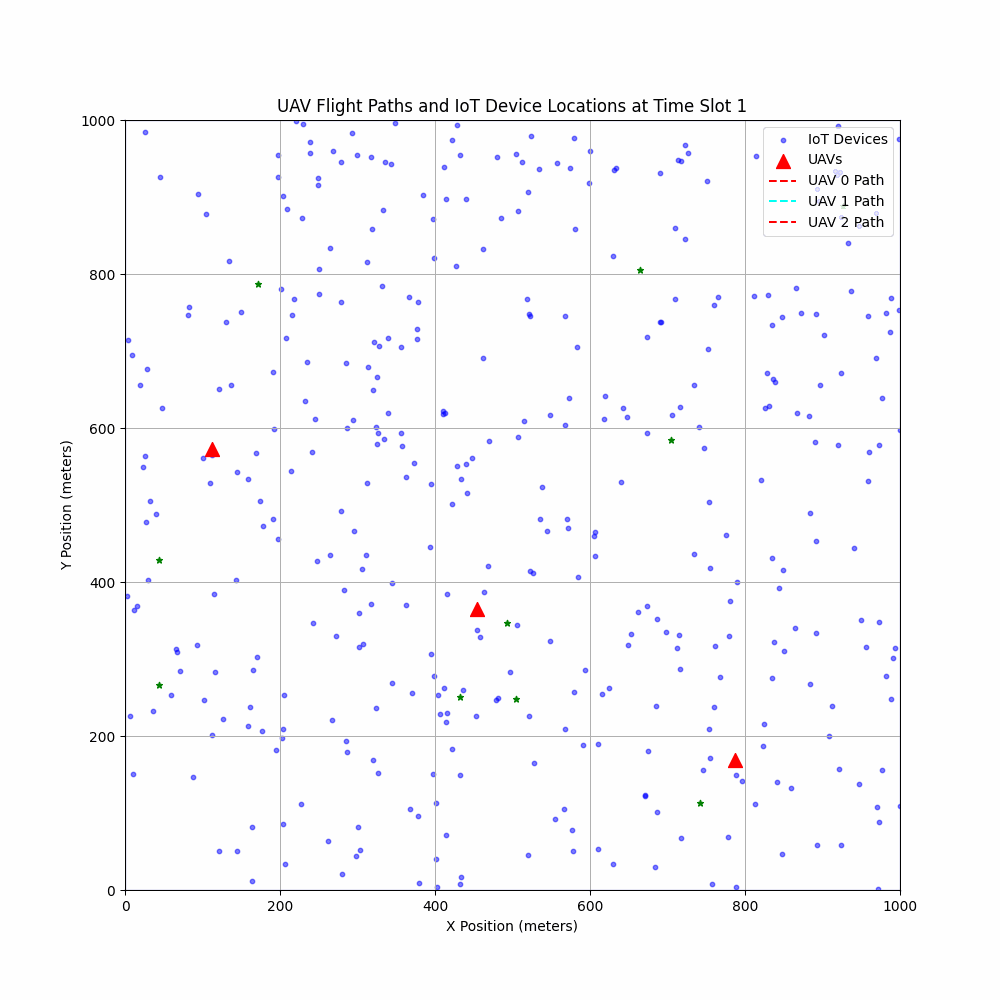 UAV Flight Paths and IoT Device Locations at Time Slot 1
IoT Devices
UAVs
UAV 0 Path
UAV 1 Path
UAV 2 Path
1000
800
600
400
200
0
Y Position (meters)
0 200 400 600 800 1000
X Position (meters)